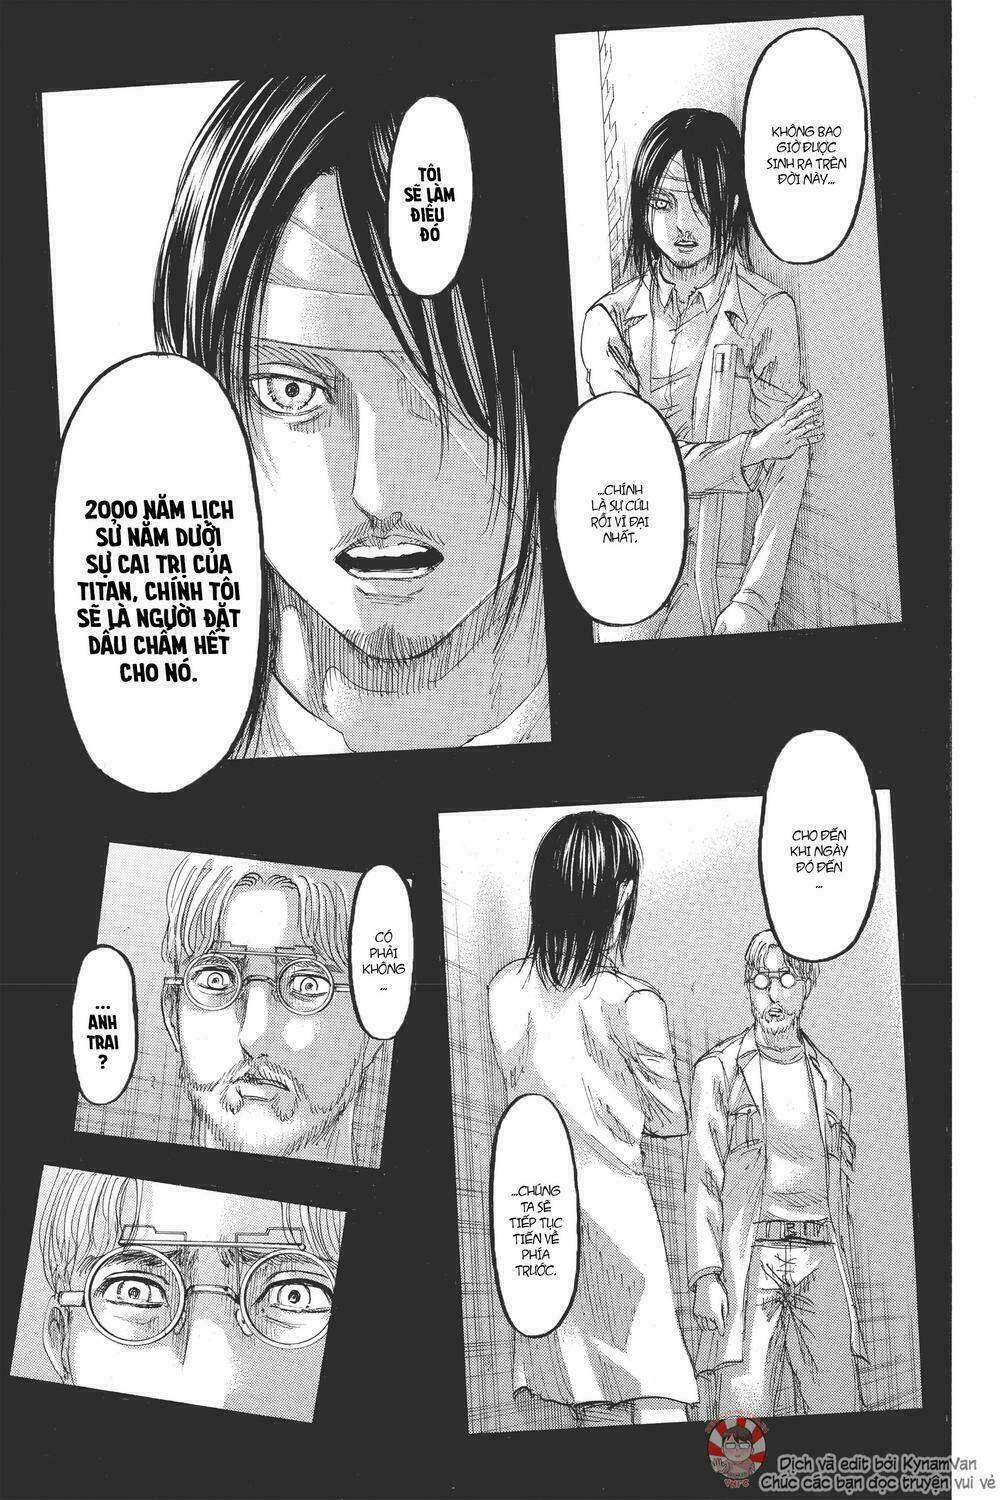 KHÔNG BAO
GIỜ ĐƯỢC
SINH RA TRÊN
ĐỜI NÀY...
...CHÍNH
LÀ SỰ CỨU
RỖI VĨ ĐẠI
NHẤT.
TÔI
SẼ LÀM
ĐIỀU
ĐÓ
2000 NĂM LỊCH
SỬ NẰM DƯỚI
SỰ CAI TRỊ CỦA
TITAN, CHÍNH TÔI
SẼ LÀ NGƯỜI ĐẶT
DẤU CHẤM HẾT
CHO NÓ.
CHO ĐẾN
KHI NGÀY
ĐÓ ĐẾN
...
...CHÚNG
TA SẼ
TIẾP TỤC
TIẾN VỀ
PHÍA
TRƯỚC.
CÓ
PHẢI
KHÔNG
...
...
ANH
TRAI
?
Dịch và edit bởi KynamVan
Chúc các bạn đọc truyện vui vẻ